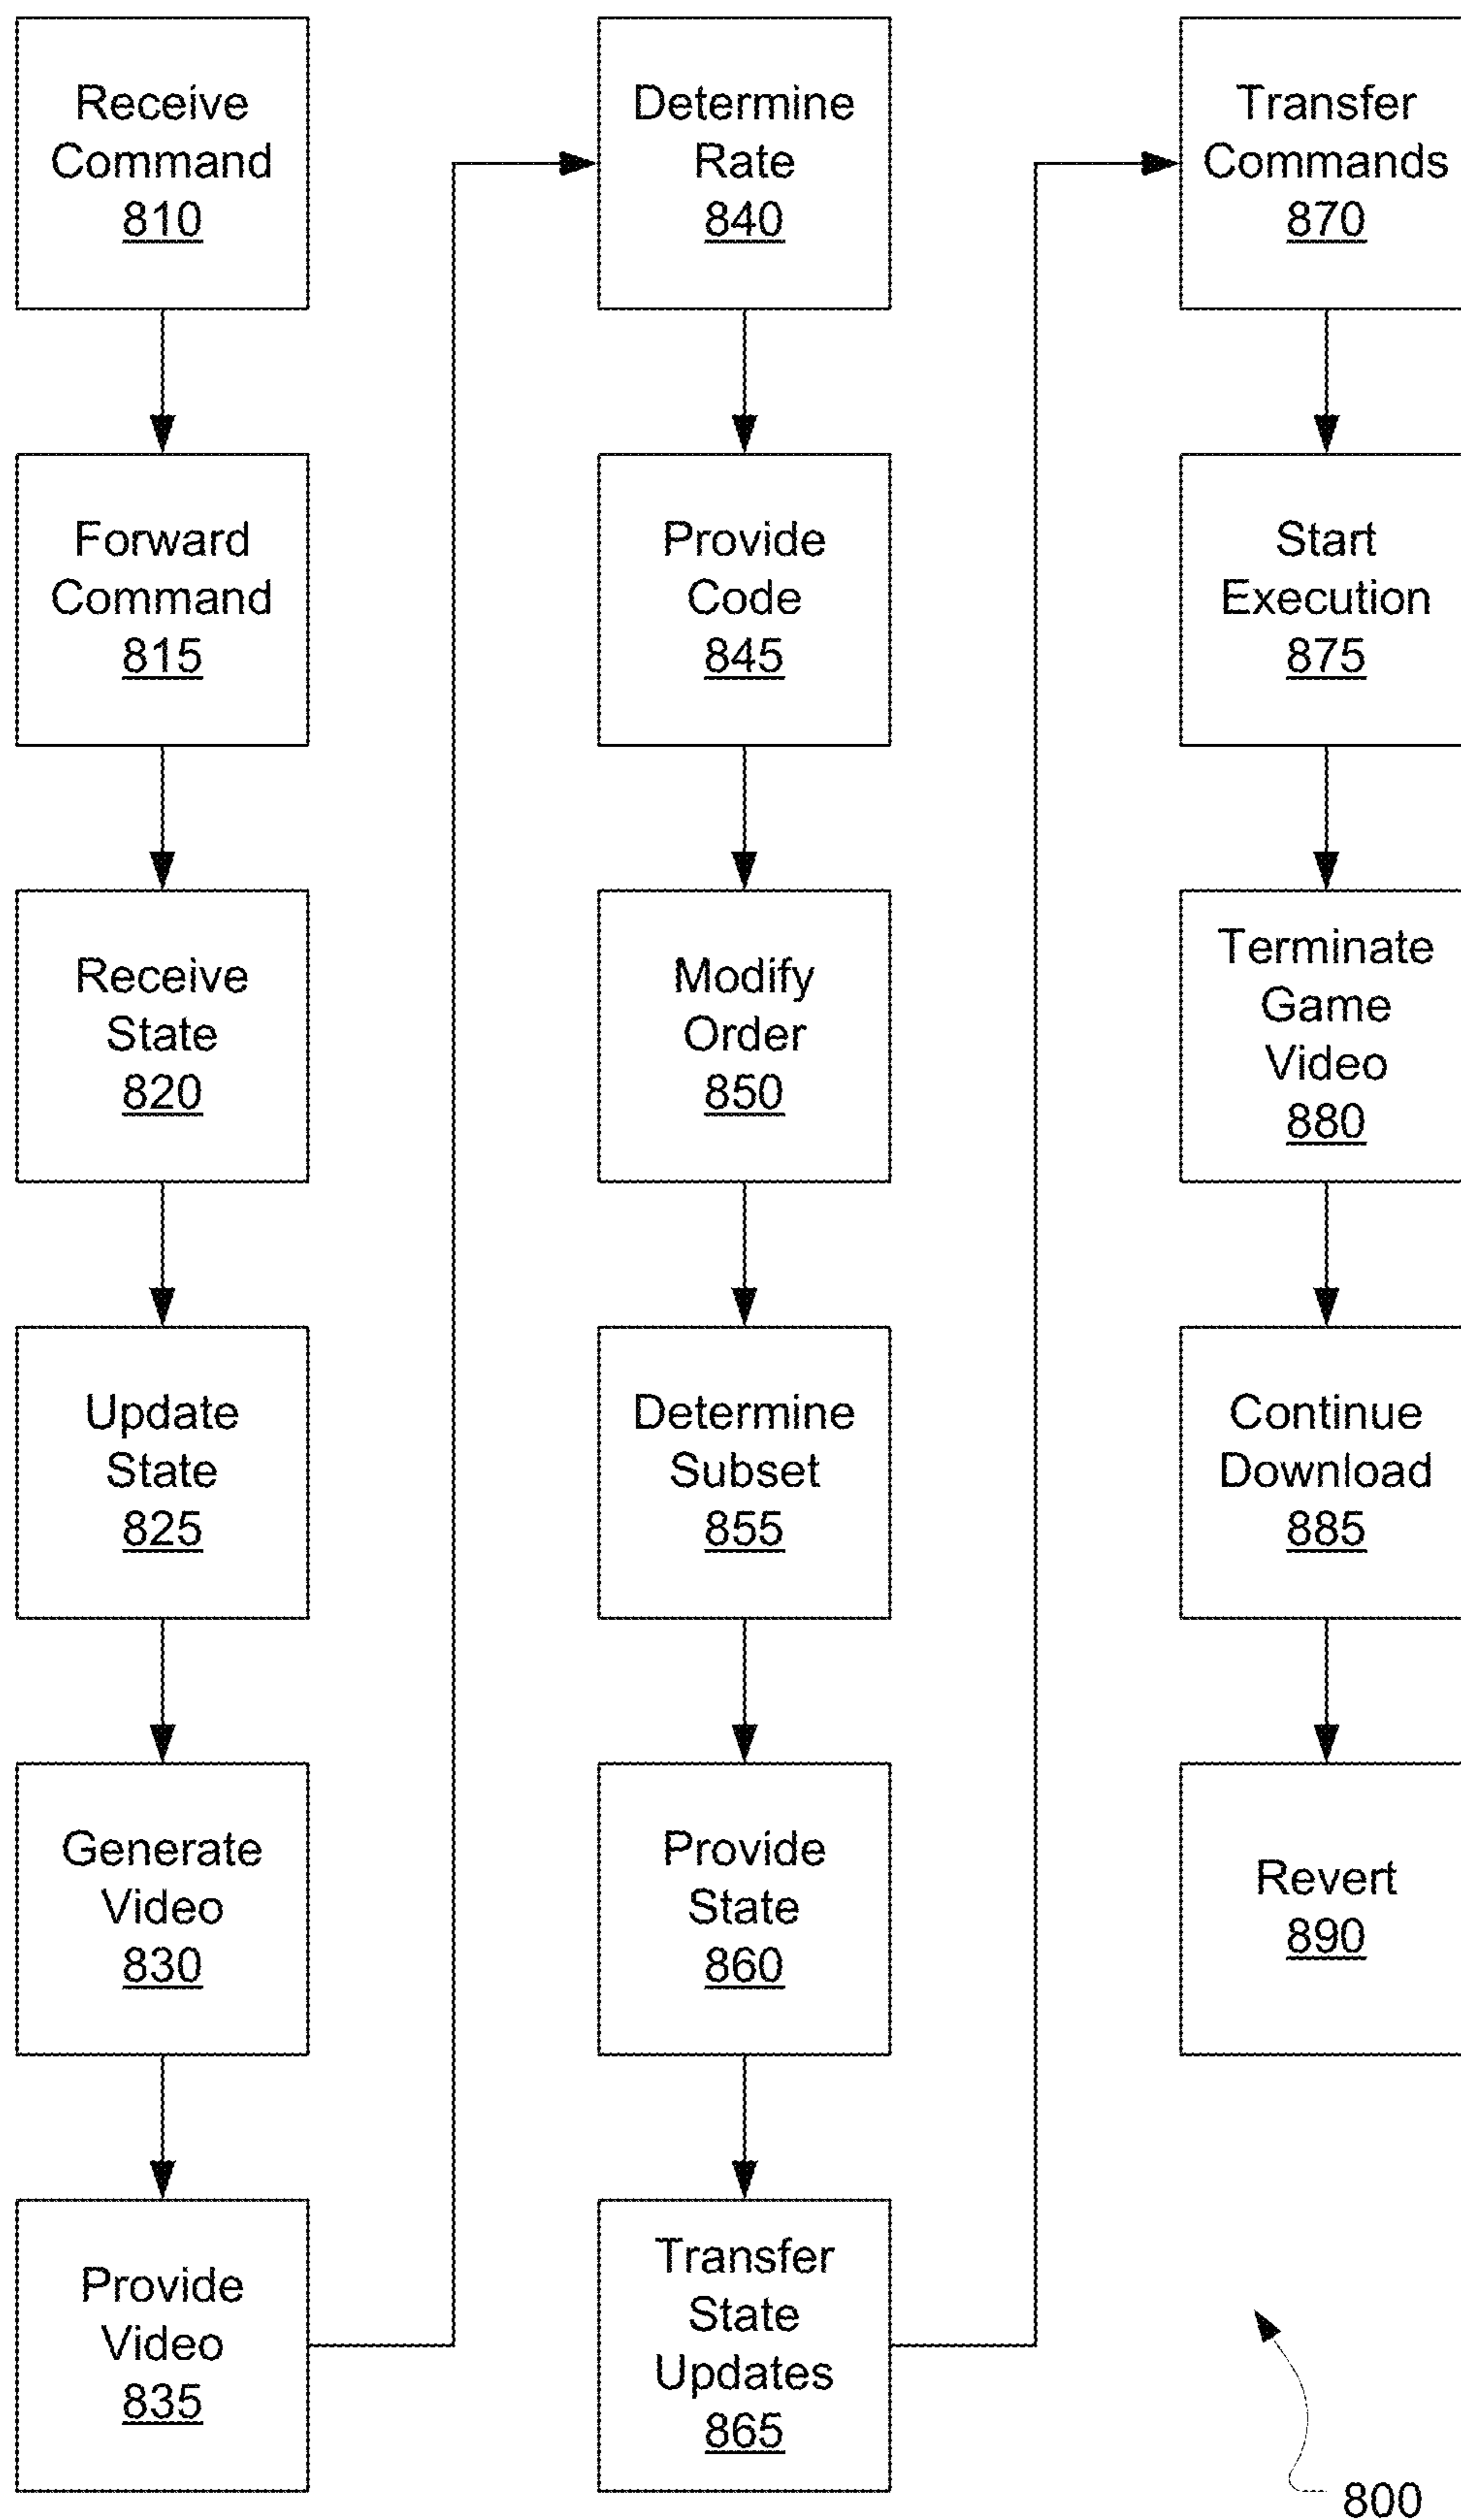 Receive
Command
810
Forward
Command
815
Receive
State
820
Update
State
825
Generate
Video
830
Provide
Video
835
Determine
Rate
840
Provide
Code
845
Modify
Order
850
Determine
Subset
855
Provide
State
860
Transfer
State
Updates
865
Transfer
Commands
870
Start
Execution
875
Terminate
Game
Video
880
Continue
Download
885
Revert
890
800